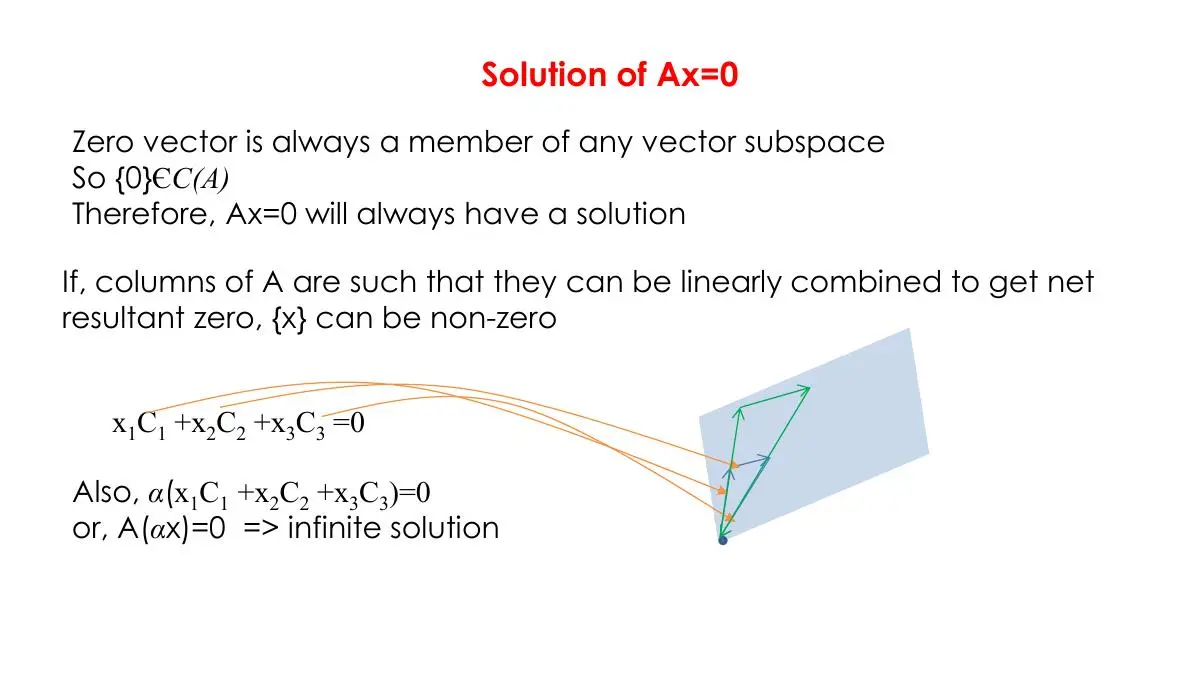 Solution of Ax=0
Zero vector is always a member of any vector subspace
So {0}ЄC(A)
Therefore, Ax=0 will always have a solution
If, columns of A are such that they can be linearly combined to get net
resultant zero, {x} can be non-zero
x₁C₁ +x₂C₂ +x₃C₃ =0
Also, α(x₁C₁ +x₂C₂ +x₃C₃)=0
or, A(αx)=0 => infinite solution